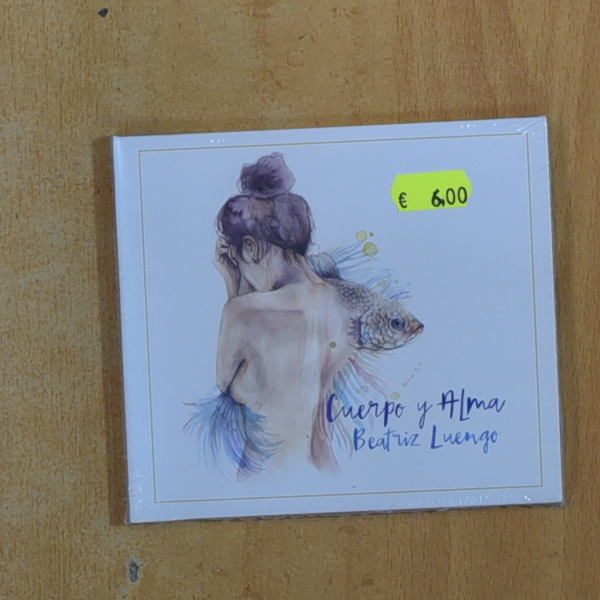 € 6,00
Cuerpo y Alma
Beatriz Luengo